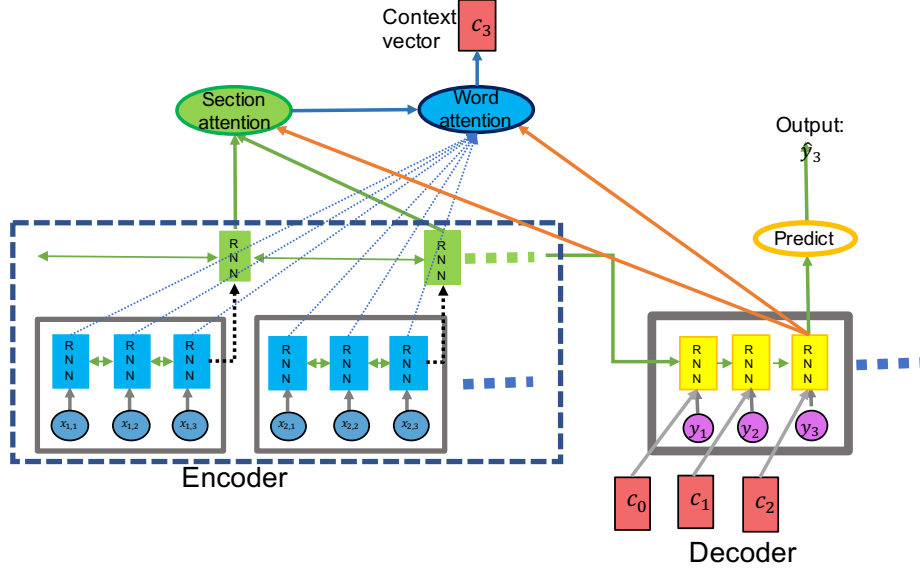 Context
vector
c₃
Section
attention
Word
attention
Output:
y₃
Predict
R
N
N
R
N
N
R
N
N
R
N
N
R
N
N
R
N
N
R
N
N
R
N
N
R
N
N
R
N
N
R
N
N
x₁,₁
x₁,₂
x₁,₃
x₂,₁
x₂,₂
x₂,₃
y₁
y₂
y₃
Encoder
c₀
c₁
c₂
Decoder